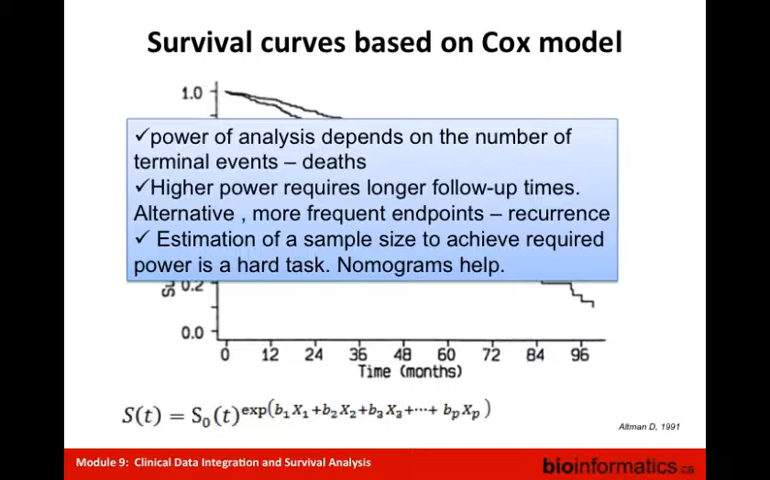 Survival curves based on Cox model
1.0
✓power of analysis depends on the number of
terminal events – deaths
✓Higher power requires longer follow-up times.
Alternative , more frequent endpoints – recurrence
✓ Estimation of a sample size to achieve required
power is a hard task. Nomograms help.
0.2
0.0
0 12 24 36 48 60 72 84 96
Time (months)
S(t) = S₀(t)^exp(b₁X₁+b₂X₂+b₃X₃+⋯+ bₚXₚ )
Altman D, 1991
Module 9: Clinical Data Integration and Survival Analysis
bioinformatics.ca